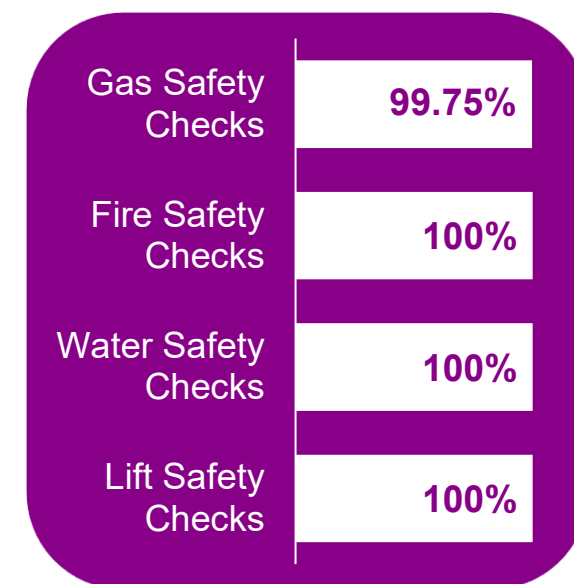 Gas Safety
Checks
99.75%
Fire Safety
Checks
100%
Water Safety
Checks
100%
Lift Safety
Checks
100%